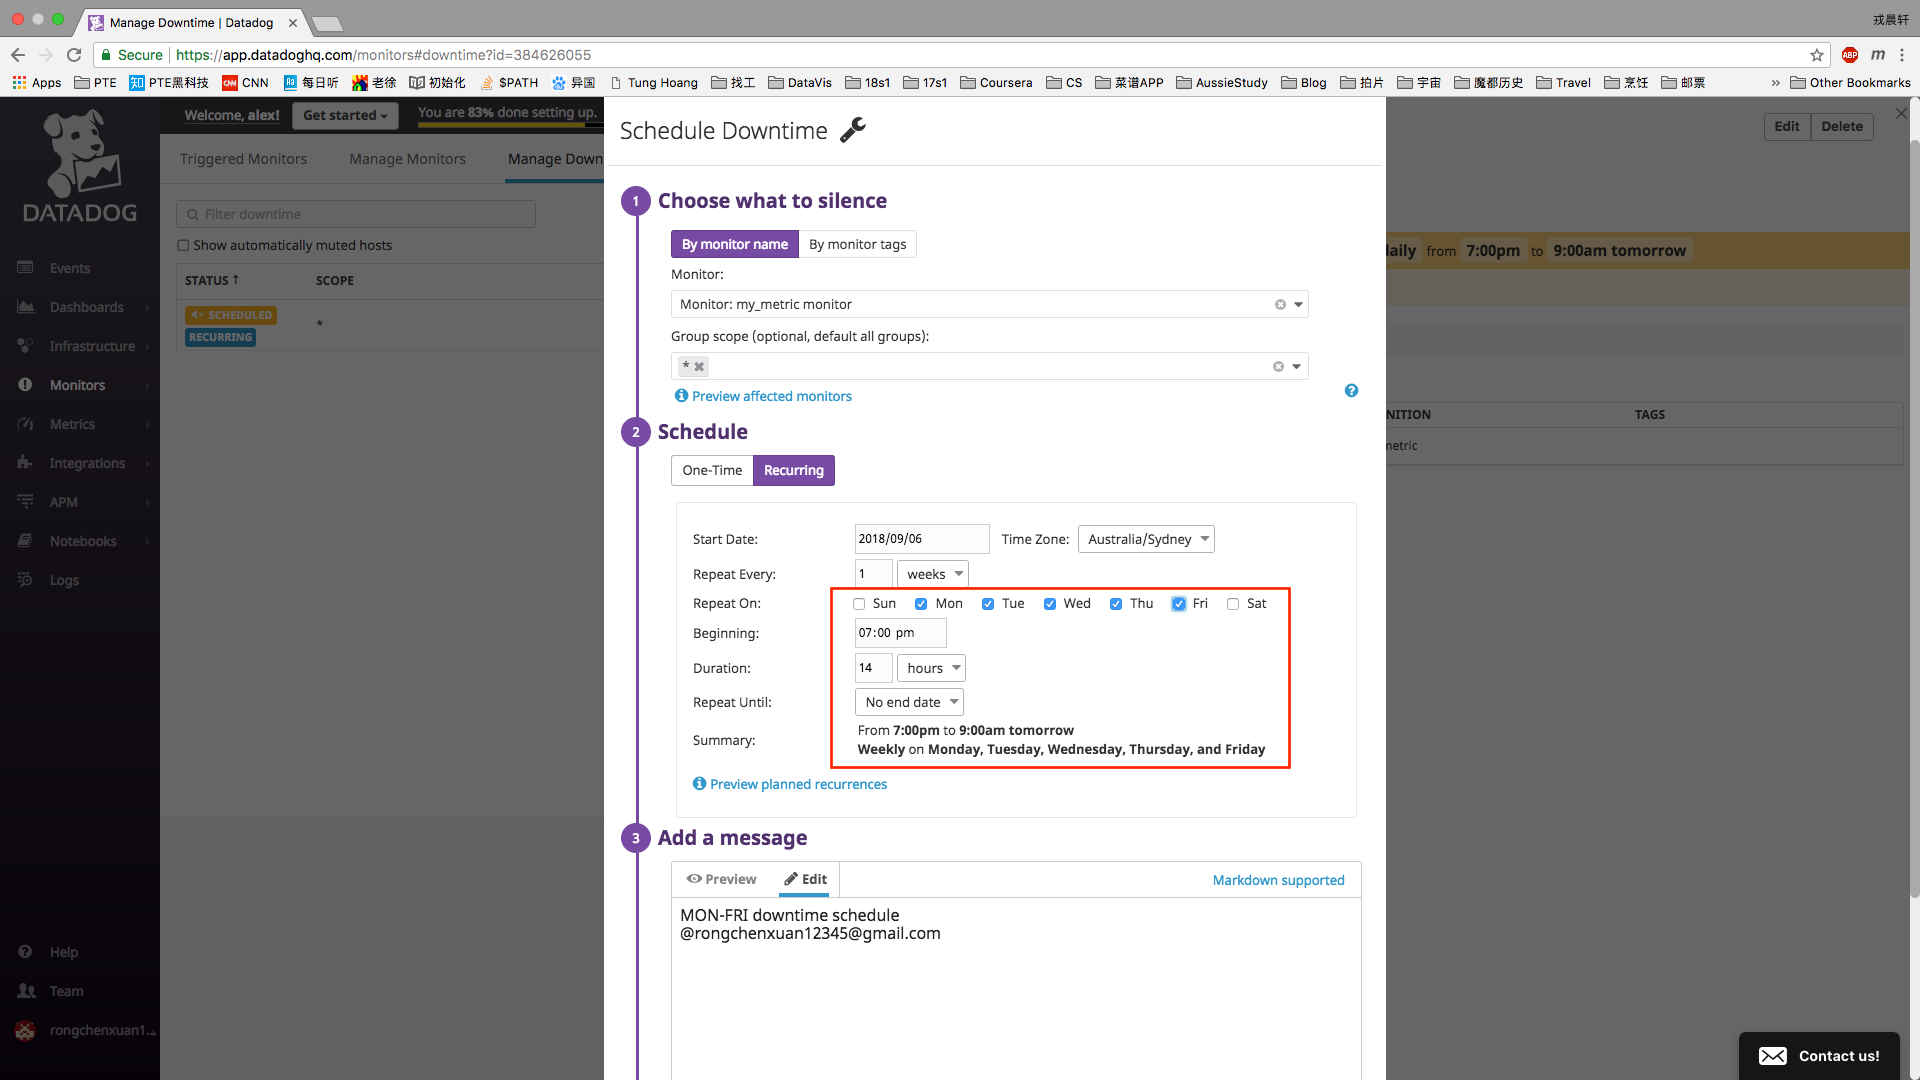 Manage Downtime | Datadog
戎晨轩
Secure https://app.datadoghq.com/monitors#downtime?id=384626055
ABP m
Apps PTE 知 PTE黑科技 CNN CNN 每日听 老徐 初始化 $PATH 异国 Tung Hoang 找工 DataVis 18s1 17s1 Coursera CS 菜谱APP AussieStudy Blog 拍片 宇宙 魔都历史 Travel 烹饪 邮票 » Other Bookmarks
DATADOG
Events
Dashboards
Infrastructure
Monitors
Metrics
Integrations
APM
Notebooks
Logs
Help
Team
rongchenxuan1...
Welcome, alex! Get started You are 83% done setting up.
Triggered Monitors Manage Monitors Manage Down
Filter downtime
Show automatically muted hosts
STATUS ↑ SCOPE
SCHEDULED
RECURRING
*
Schedule Downtime
1 Choose what to silence
By monitor name By monitor tags
Monitor:
Monitor: my_metric monitor
Group scope (optional, default all groups):
* ✖
Preview affected monitors
?
2 Schedule
One-Time Recurring
Start Date: 2018/09/06 Time Zone: Australia/Sydney
Repeat Every: 1 weeks
Repeat On: Sun Mon Tue Wed Thu Fri Sat
Beginning: 07:00 pm
Duration: 14 hours
Repeat Until: No end date
Summary: From 7:00pm to 9:00am tomorrow
Weekly on Monday, Tuesday, Wednesday, Thursday, and Friday
Preview planned recurrences
3 Add a message
Preview Edit Markdown supported
MON-FRI downtime schedule
@rongchenxuan12345@gmail.com
Edit Delete
daily from 7:00pm to 9:00am tomorrow
NITION TAGS
metric
Contact us!